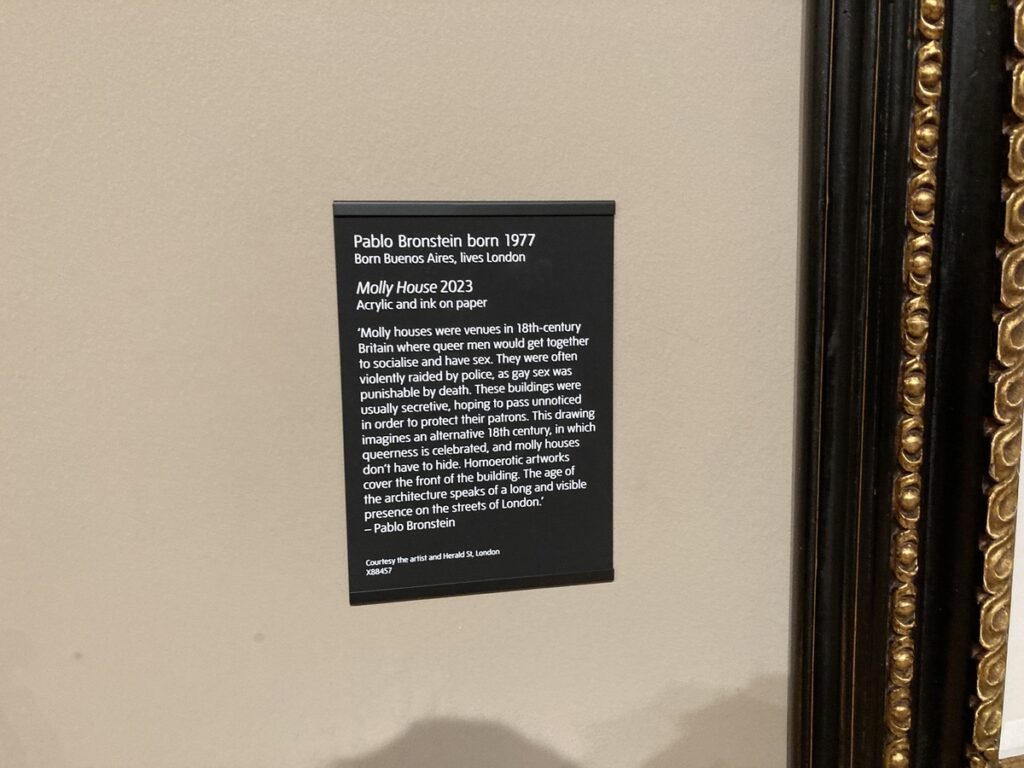 Pablo Bronstein born 1977
Born Buenos Aires, lives London
Molly House 2023
Acrylic and ink on paper
‘Molly houses were venues in 18th-century
Britain where queer men would get together
to socialise and have sex. They were often
violently raided by police, as gay sex was
punishable by death. These buildings were
usually secretive, hoping to pass unnoticed
in order to protect their patrons. This drawing
imagines an alternative 18th century, in which
queerness is celebrated, and molly houses
don’t have to hide. Homoerotic artworks
cover the front of the building. The age of
the architecture speaks of a long and visible
presence on the streets of London.’
– Pablo Bronstein
Courtesy the artist and Herald St, London
X88457